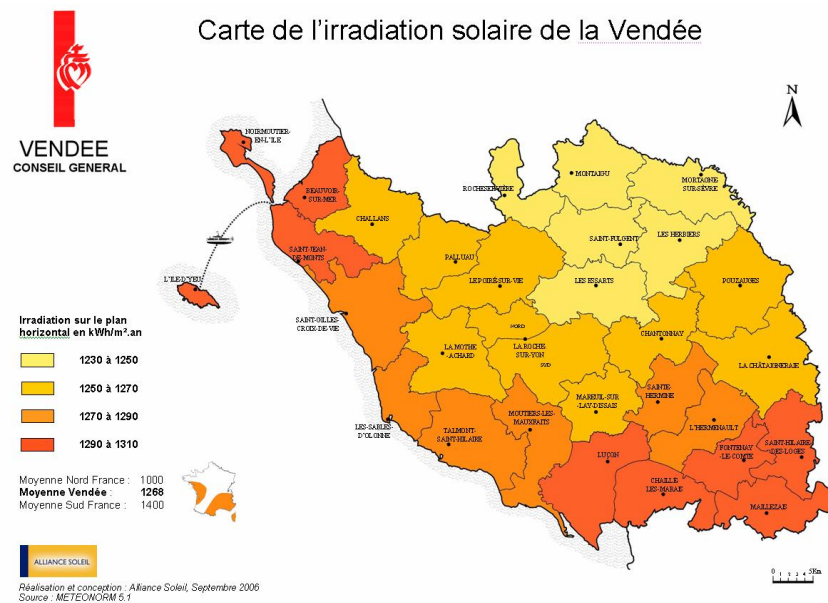 Carte de l'irradiation solaire de la Vendée
VENDEE
CONSEIL GENERAL
N
NOIRMOUTIER-
EN-L'ILE
BEAUVOIR-
SUR-MER
CHALLANS
SAINT-JEAN-
DE-MONTS
L'ILE D'YEU
SAINT-GILLES-
CROIX-DE-VIE
ROCHESERVIÈRE
MONTAIGU
MORTAGNE-
SUR-SÈVRE
SAINT-FULGENT
LES HERBIERS
PALLUAU
LE POIRÉ-SUR-VIE
LES ESSARTS
POUZAUGES
NORD
LA ROCHE
SUR-YON
SUD
LA MOTHE
-ACHARD
CHANTONNAY
LA CHÂTAIGNERAIE
MAREUIL-SUR
-LAY-DISSAIS
SAINTE-
HERMINE
LES-SABLES-
D'OLONNE
TALMONT-
SAINT-HILAIRE
MOUTIERS-LES-
MAUXFAITS
L'HERMENAULT
LUÇON
FONTENAY
-LE-COMTE
SAINT-HILAIRE
-DES-LOGES
CHAILLE
LES-MARAIS
MAILLEZAIS
Irradiation sur le plan
horizontal en kWh/m².an
1230 à 1250
1250 à 1270
1270 à 1290
1290 à 1310
Moyenne Nord France : 1000
Moyenne Vendée : 1268
Moyenne Sud France : 1400
ALLIANCE SOLEIL
Réalisation et conception : Alliance Soleil, Septembre 2006
Source : METEONORM 5.1